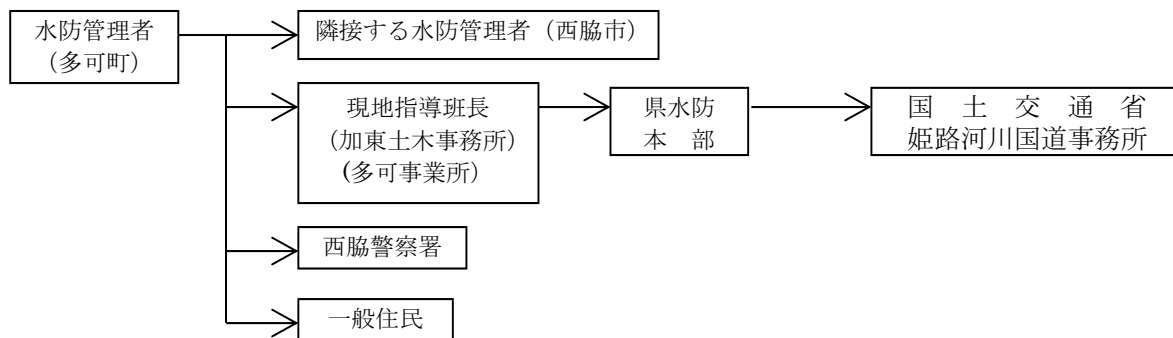 水防管理者
（多可町）
隣接する水防管理者（西脇市）
現地指導班長
（加東土木事務所）
（多可事業所）
県水防
本　部
国　土　交　通　省
姫路河川国道事務所
西脇警察署
一般住民